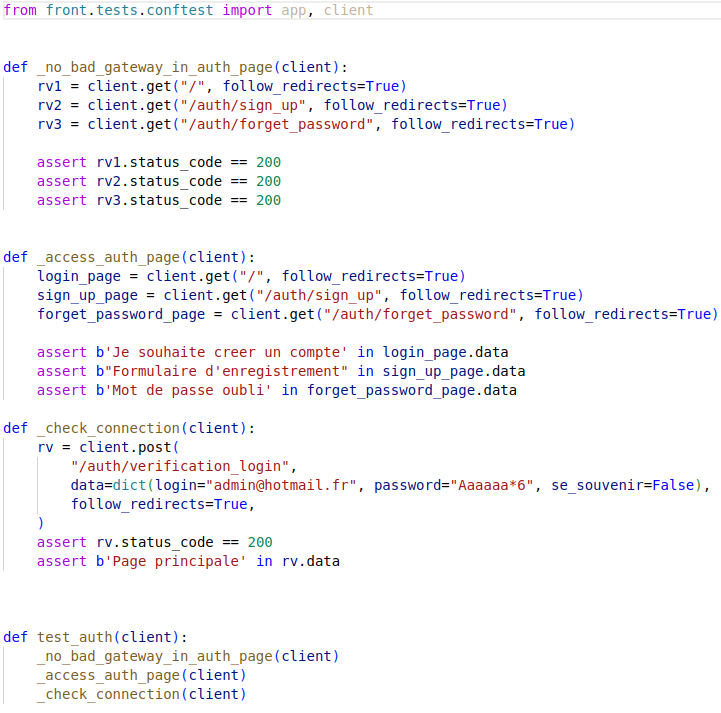 from front.tests.conftest import app, client
def _no_bad_gateway_in_auth_page(client):
    rv1 = client.get("/", follow_redirects=True)
    rv2 = client.get("/auth/sign_up", follow_redirects=True)
    rv3 = client.get("/auth/forget_password", follow_redirects=True)
    assert rv1.status_code == 200
    assert rv2.status_code == 200
    assert rv3.status_code == 200
def _access_auth_page(client):
    login_page = client.get("/", follow_redirects=True)
    sign_up_page = client.get("/auth/sign_up", follow_redirects=True)
    forget_password_page = client.get("/auth/forget_password", follow_redirects=True)
    assert b'Je souhaite creer un compte' in login_page.data
    assert b"Formulaire d'enregistrement" in sign_up_page.data
    assert b'Mot de passe oubli' in forget_password_page.data
def _check_connection(client):
    rv = client.post(
        "/auth/verification_login",
        data=dict(login="admin@hotmail.fr", password="Aaaaaa*6", se_souvenir=False),
        follow_redirects=True,
    )
    assert rv.status_code == 200
    assert b'Page principale' in rv.data
def test_auth(client):
    _no_bad_gateway_in_auth_page(client)
    _access_auth_page(client)
    _check_connection(client)